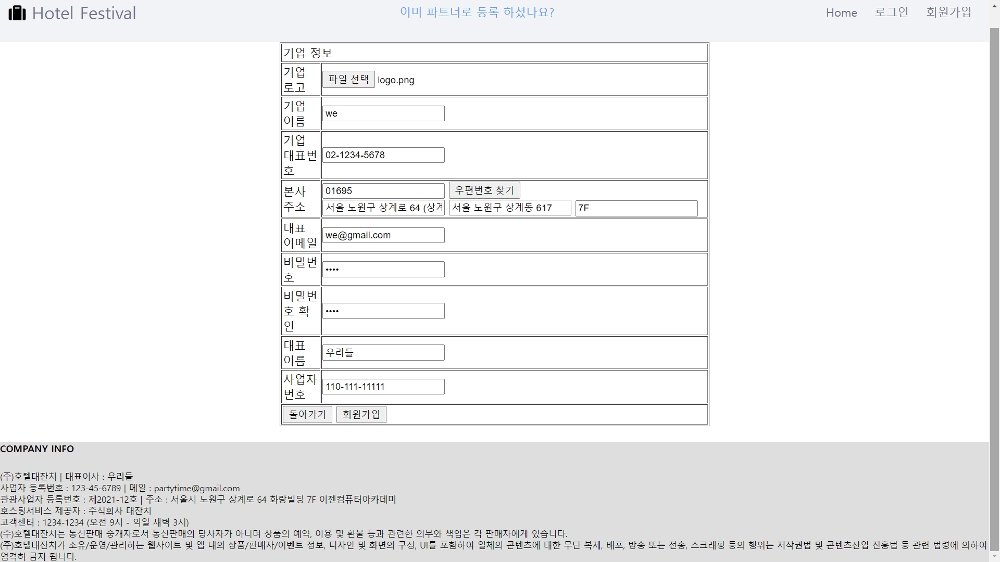 Hotel Festival
이미 파트너로 등록 하셨나요?
Home 로그인 회원가입
기업 정보
기업
로고
파일 선택 logo.png
기업
이름
we
기업
대표번
호
02-1234-5678
본사
주소
01695 우편번호 찾기
서울 노원구 상계로 64 (상계 서울 노원구 상계동 617 7F
대표
이메일
we@gmail.com
비밀번
호
••••
비밀번
호 확
인
••••
대표
이름
우리들
사업자
번호
110-111-11111
돌아가기 회원가입
COMPANY INFO
(주)호텔대잔치 | 대표이사 : 우리들
사업자 등록번호 : 123-45-6789 | 메일 : partytime@gmail.com
관광사업자 등록번호 : 제2021-12호 | 주소 : 서울시 노원구 상계로 64 화랑빌딩 7F 이젠컴퓨터아카데미
호스팅서비스 제공자 : 주식회사 대잔치
고객센터 : 1234-1234 (오전 9시 - 익일 새벽 3시)
(주)호텔대잔치는 통신판매 중개자로서 통신판매의 당사자가 아니며 상품의 예약, 이용 및 환불 등과 관련한 의무와 책임은 각 판매자에게 있습니다.
(주)호텔대잔치가 소유/운영/관리하는 웹사이트 및 앱 내의 상품/판매자/이벤트 정보, 디자인 및 화면의 구성, UI를 포함하여 일체의 콘텐츠에 대한 무단 복제, 배포, 방송 또는 전송, 스크래핑 등의 행위는 저작권법 및 콘텐츠산업 진흥법 등 관련 법령에 의하여
엄격히 금지 됩니다.